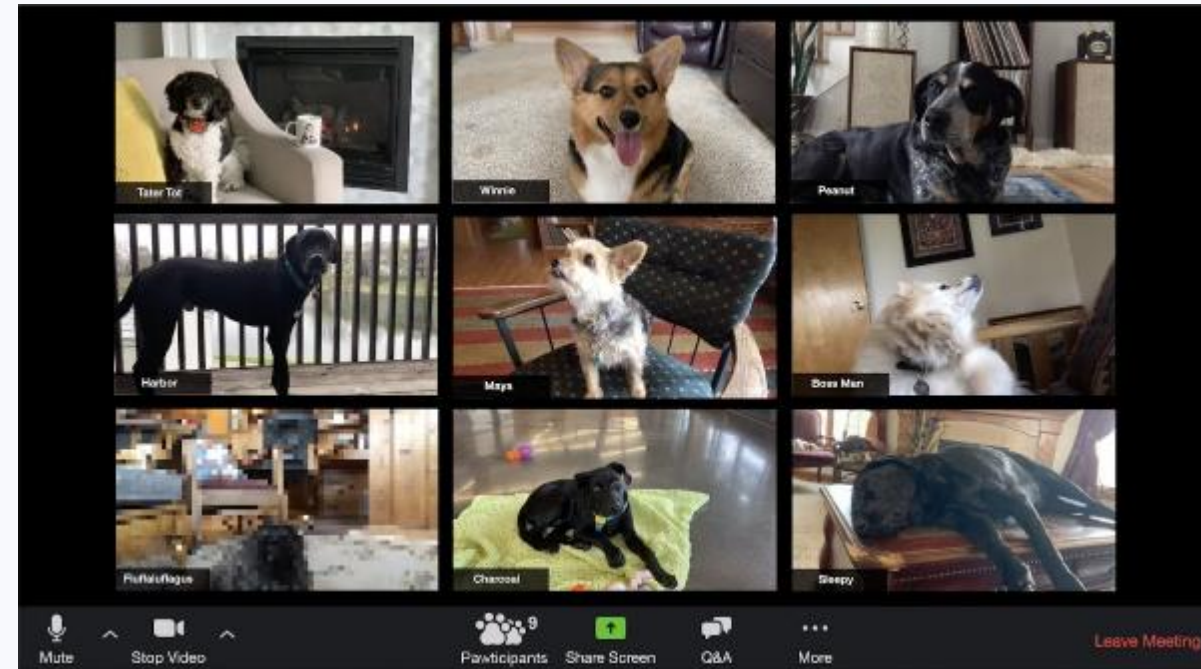 Tater Tot
Winnie
Peanut
Harbor
Maya
Boss Man
Fluffaluffagus
Charcoal
Sleepy
9
Mute
Stop Video
Pawticipants
Share Screen
Q&A
More
Leave Meeting